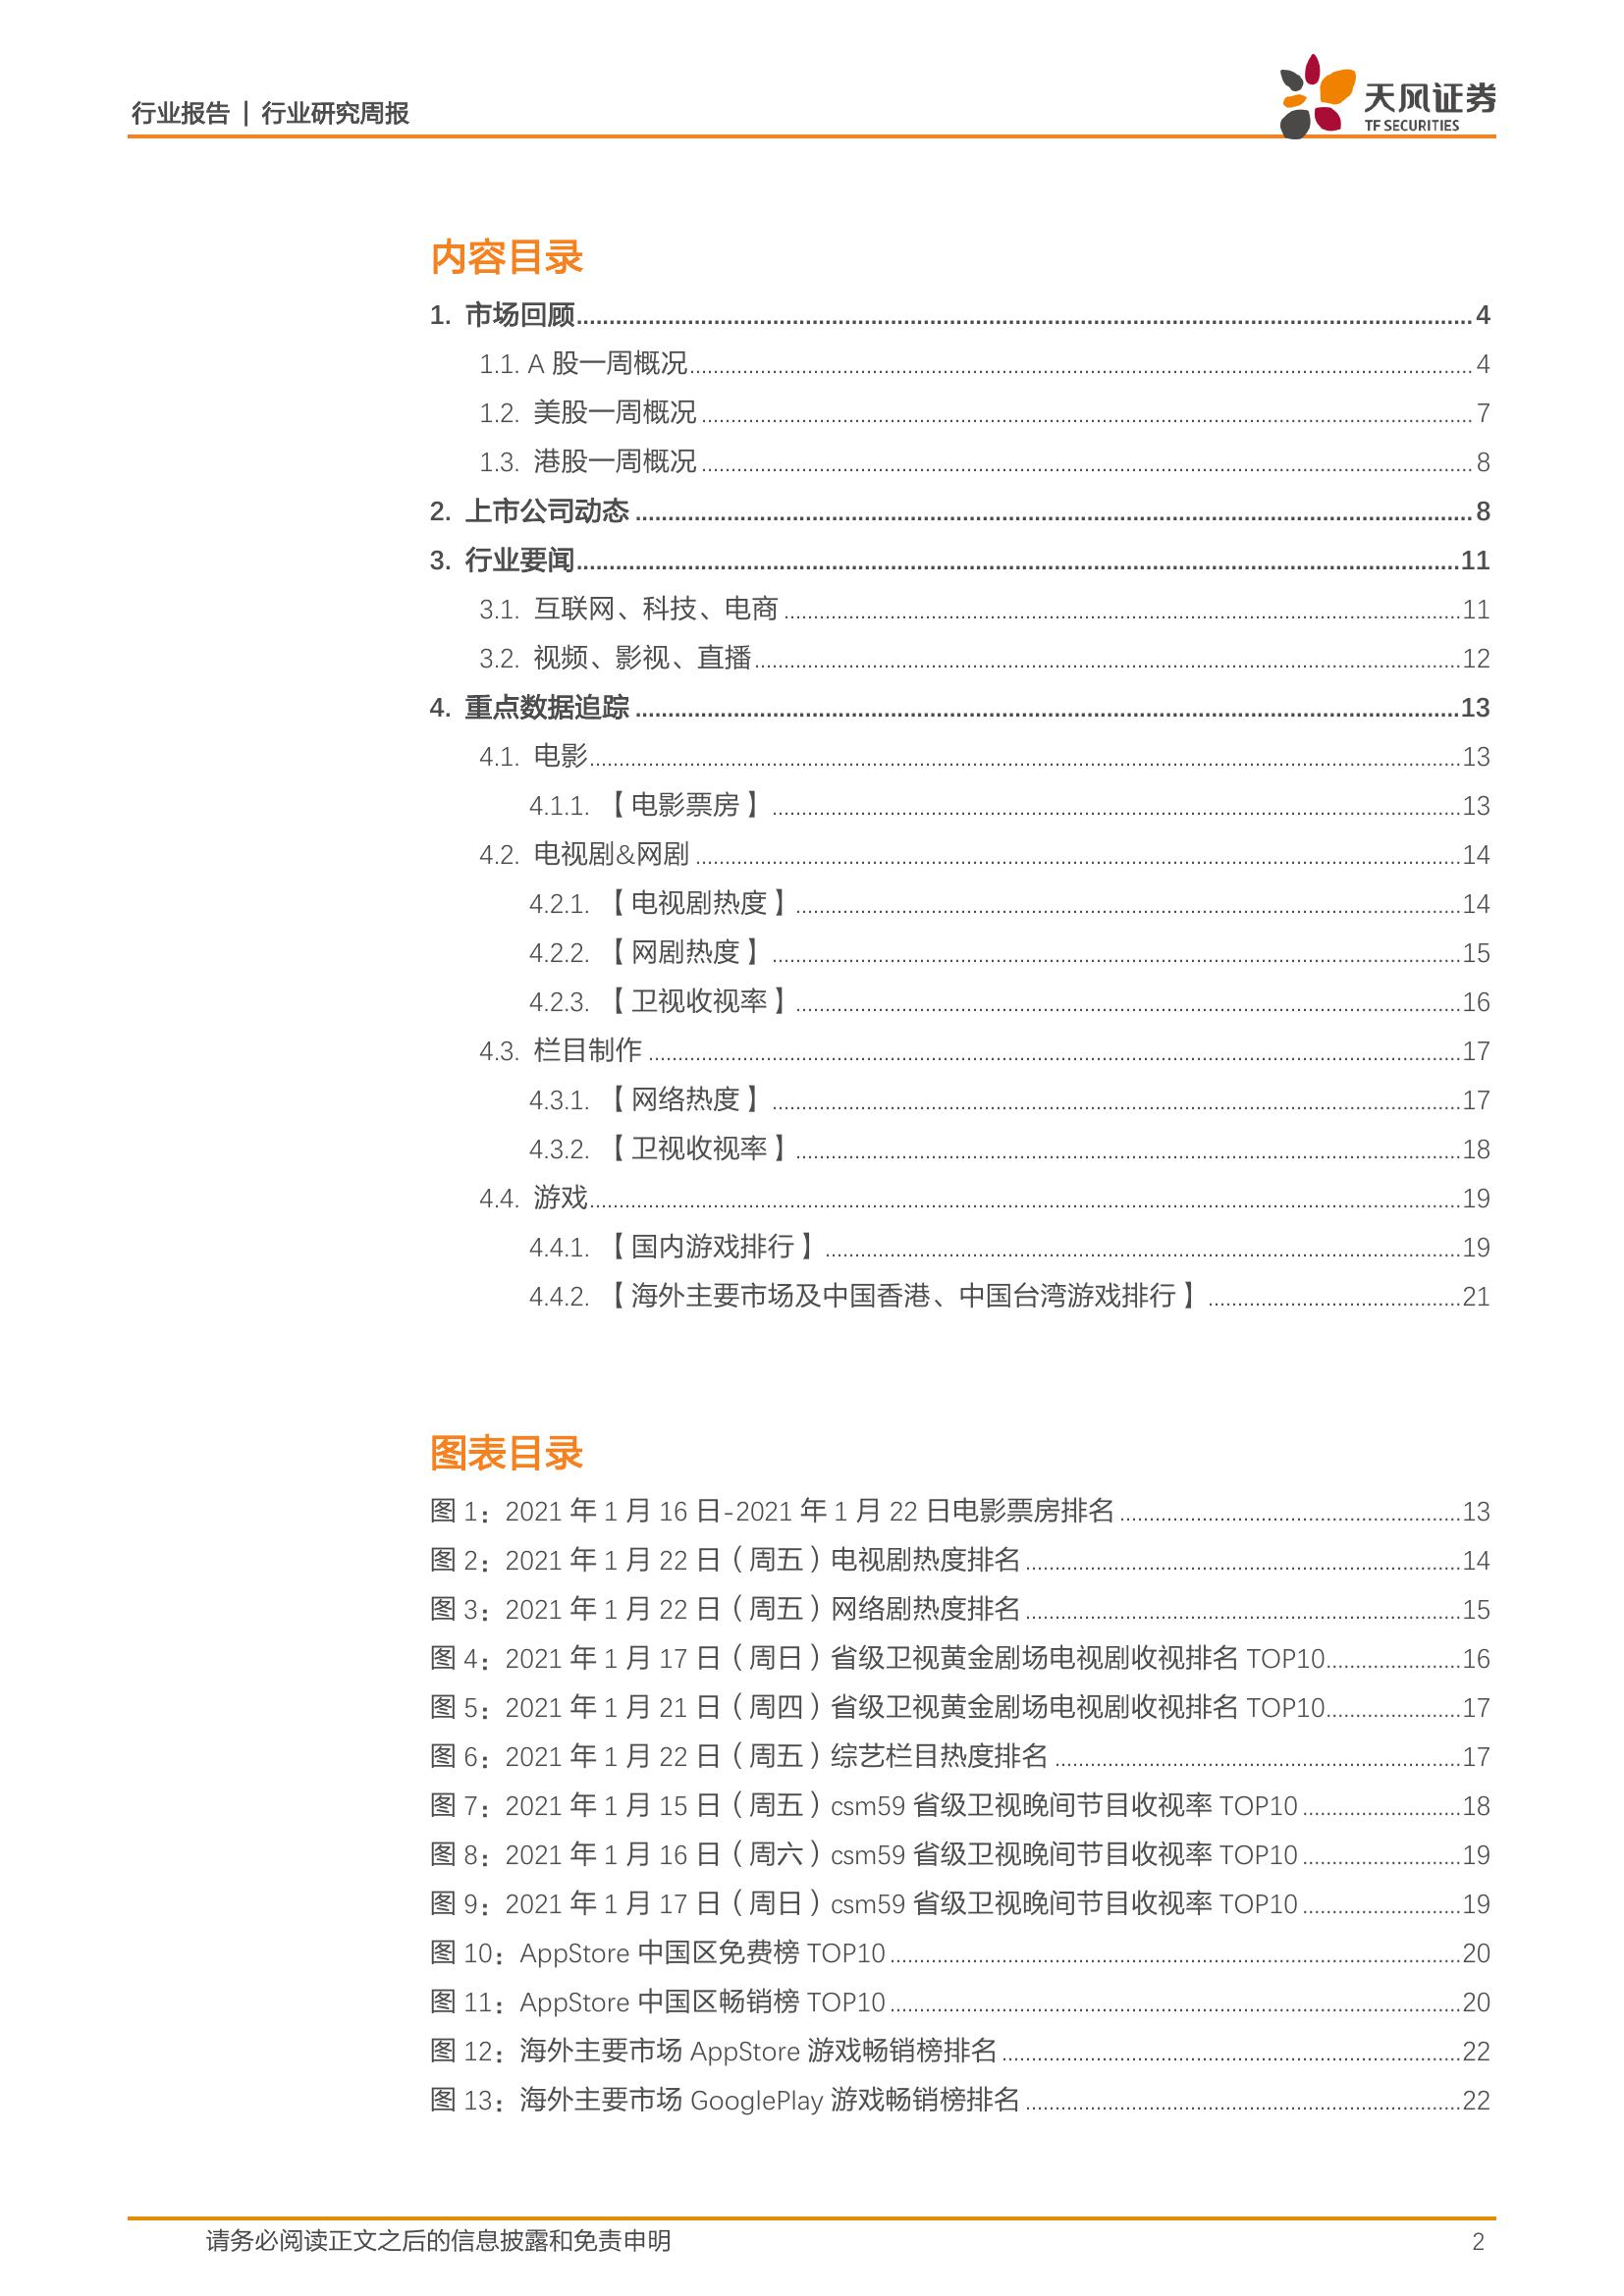 行业报告 | 行业研究周报
天风证券
TF SECURITIES
内容目录
1. 市场回顾 4
1.1. A 股一周概况 4
1.2. 美股一周概况 7
1.3. 港股一周概况 8
2. 上市公司动态 8
3. 行业要闻 11
3.1. 互联网、科技、电商 11
3.2. 视频、影视、直播 12
4. 重点数据追踪 13
4.1. 电影 13
4.1.1. 【电影票房】 13
4.2. 电视剧&网剧 14
4.2.1. 【电视剧热度】 14
4.2.2. 【网剧热度】 15
4.2.3. 【卫视收视率】 16
4.3. 栏目制作 17
4.3.1. 【网络热度】 17
4.3.2. 【卫视收视率】 18
4.4. 游戏 19
4.4.1. 【国内游戏排行】 19
4.4.2. 【海外主要市场及中国香港、中国台湾游戏排行】 21
图表目录
图 1：2021 年 1 月 16 日-2021 年 1 月 22 日电影票房排名 13
图 2：2021 年 1 月 22 日（周五）电视剧热度排名 14
图 3：2021 年 1 月 22 日（周五）网络剧热度排名 15
图 4：2021 年 1 月 17 日（周日）省级卫视黄金剧场电视剧收视排名 TOP10 16
图 5：2021 年 1 月 21 日（周四）省级卫视黄金剧场电视剧收视排名 TOP10 17
图 6：2021 年 1 月 22 日（周五）综艺栏目热度排名 17
图 7：2021 年 1 月 15 日（周五）csm59 省级卫视晚间节目收视率 TOP10 18
图 8：2021 年 1 月 16 日（周六）csm59 省级卫视晚间节目收视率 TOP10 19
图 9：2021 年 1 月 17 日（周日）csm59 省级卫视晚间节目收视率 TOP10 19
图 10：AppStore 中国区免费榜 TOP10 20
图 11：AppStore 中国区畅销榜 TOP10 20
图 12：海外主要市场 AppStore 游戏畅销榜排名 22
图 13：海外主要市场 GooglePlay 游戏畅销榜排名 22
请务必阅读正文之后的信息披露和免责申明 2